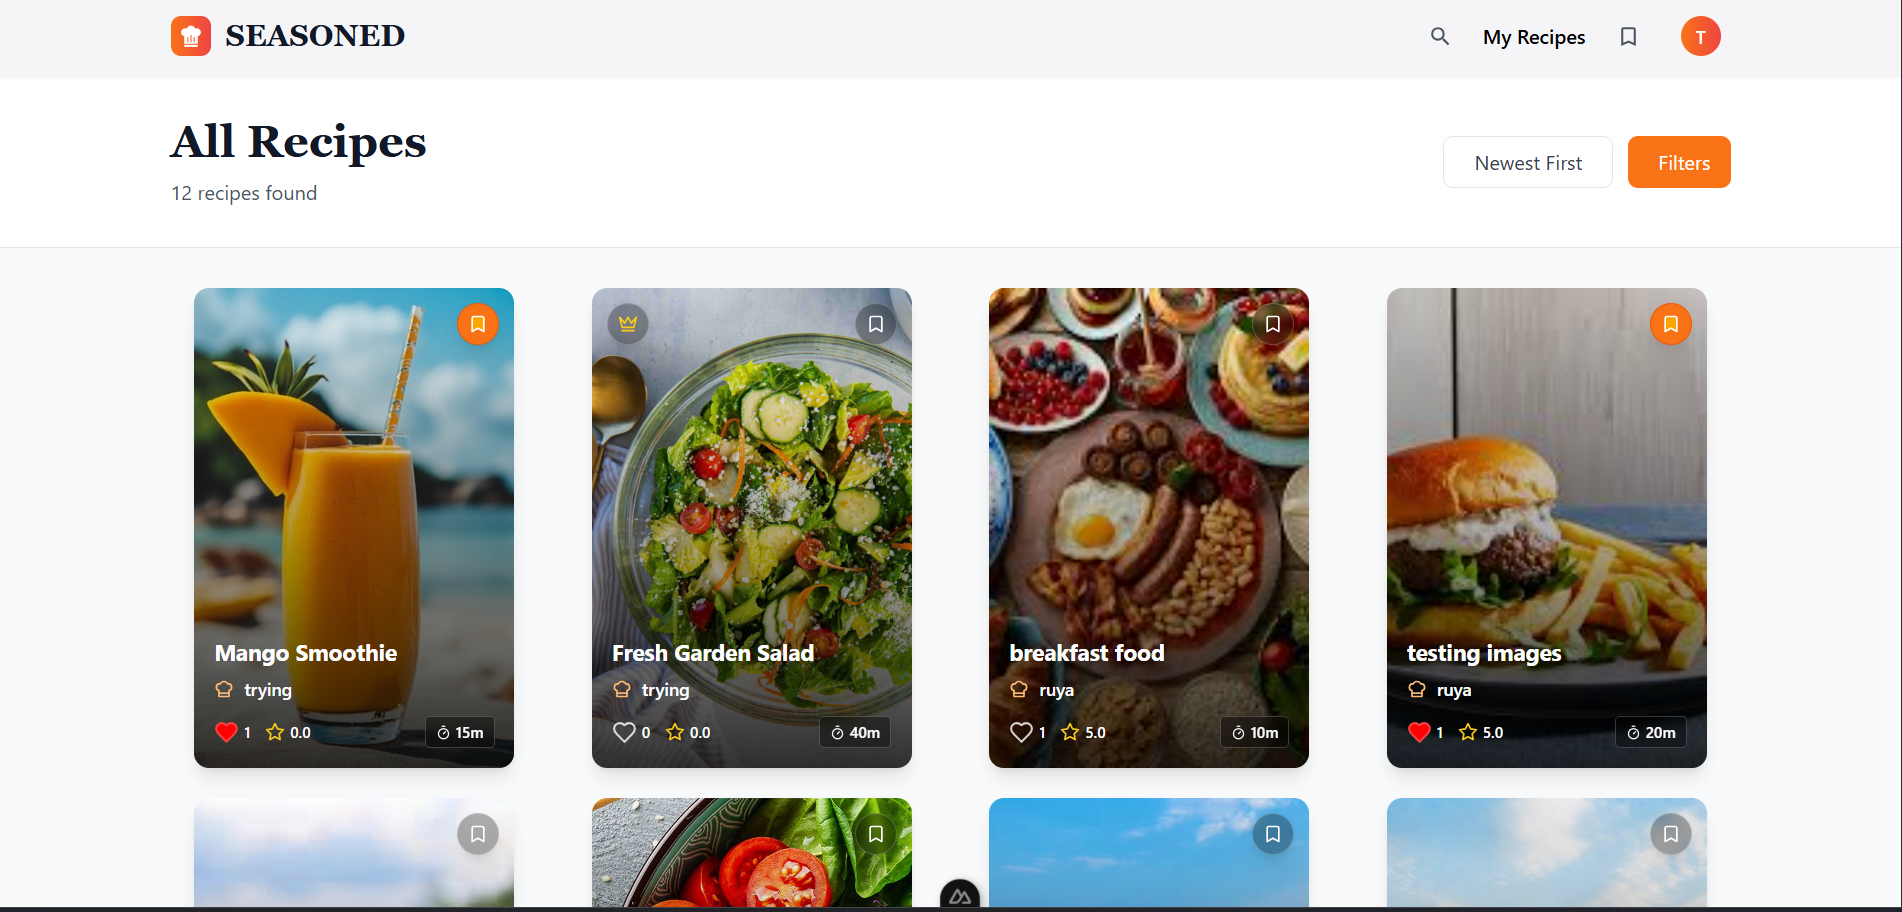 SEASONED
My Recipes
T
All Recipes
12 recipes found
Newest First
Filters
Mango Smoothie
trying
1 0.0 15m
Fresh Garden Salad
trying
0 0.0 40m
breakfast food
ruya
1 5.0 10m
testing images
ruya
1 5.0 20m